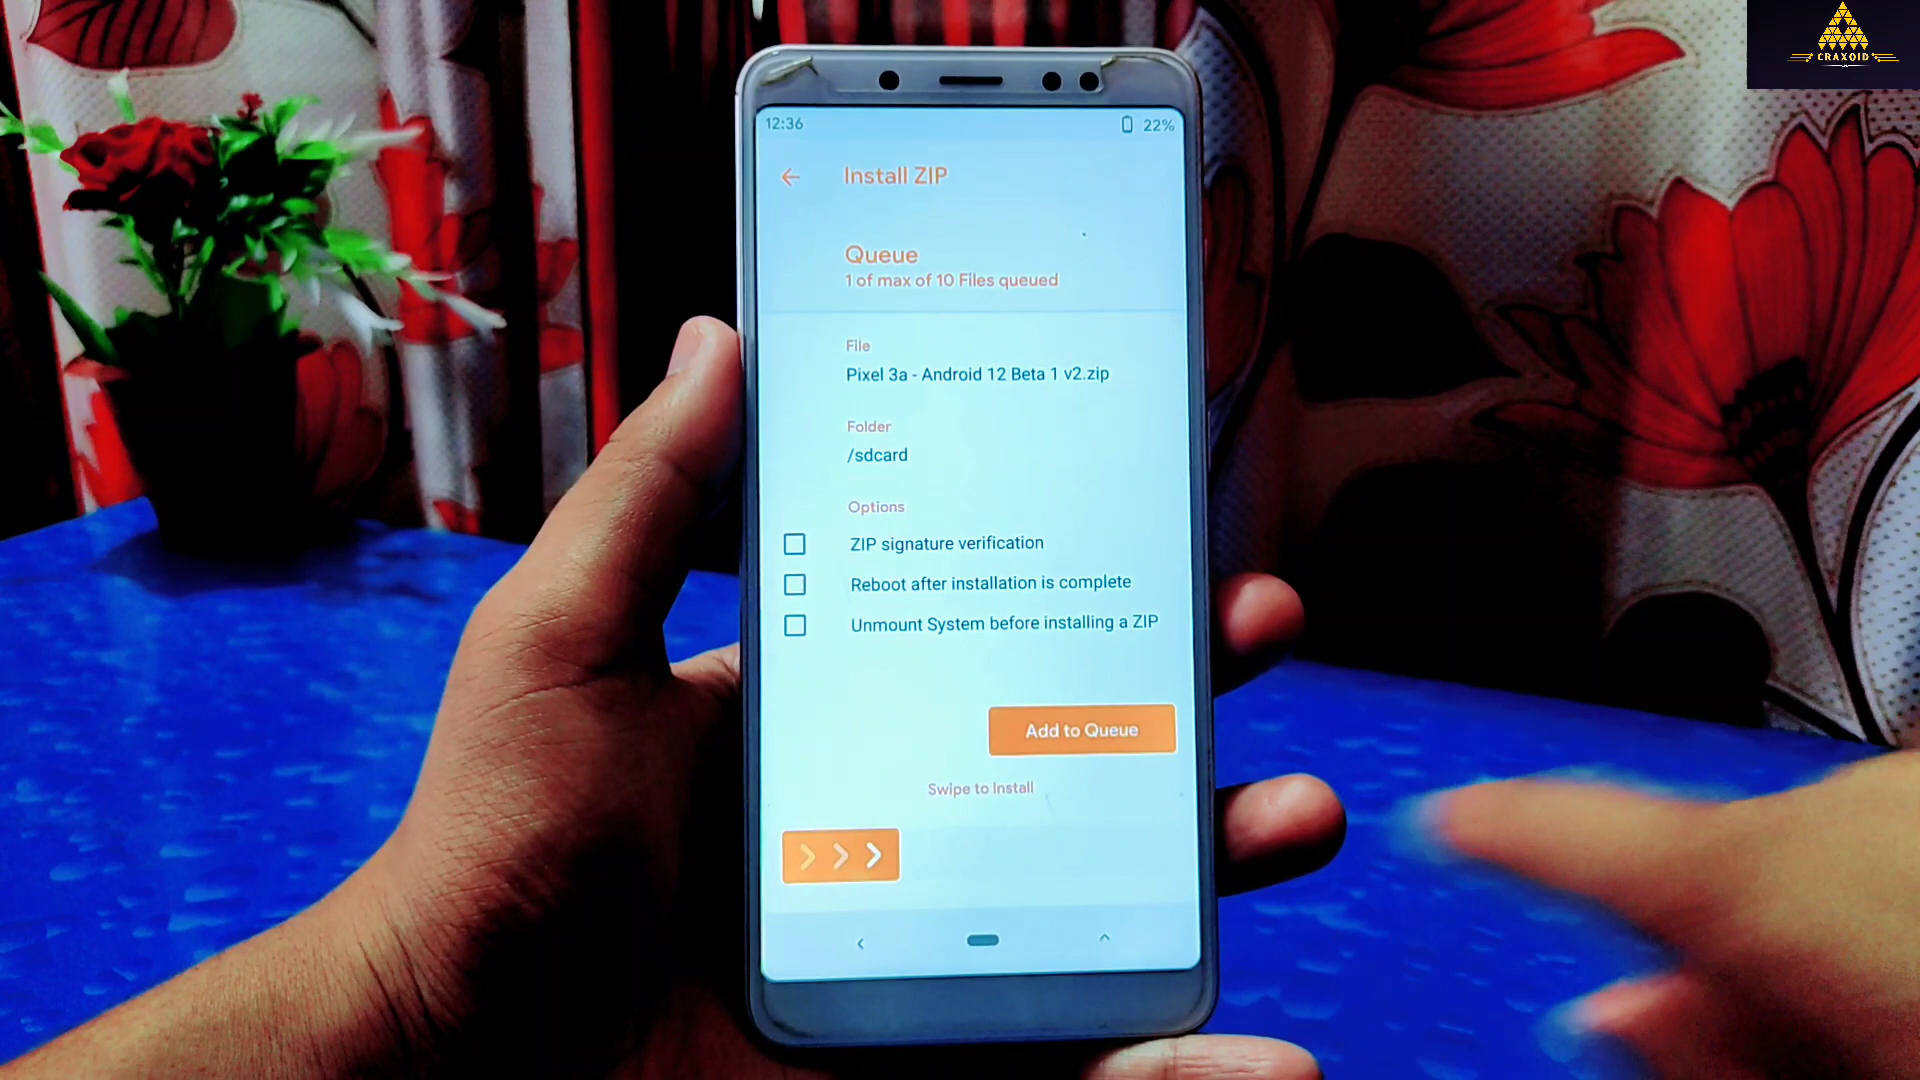 CRAXOID
12:36
22%
Install ZIP
Queue
1 of max of 10 Files queued
File
Pixel 3a - Android 12 Beta 1 v2.zip
Folder
/sdcard
Options
ZIP signature verification
Reboot after installation is complete
Unmount System before installing a ZIP
Add to Queue
Swipe to Install